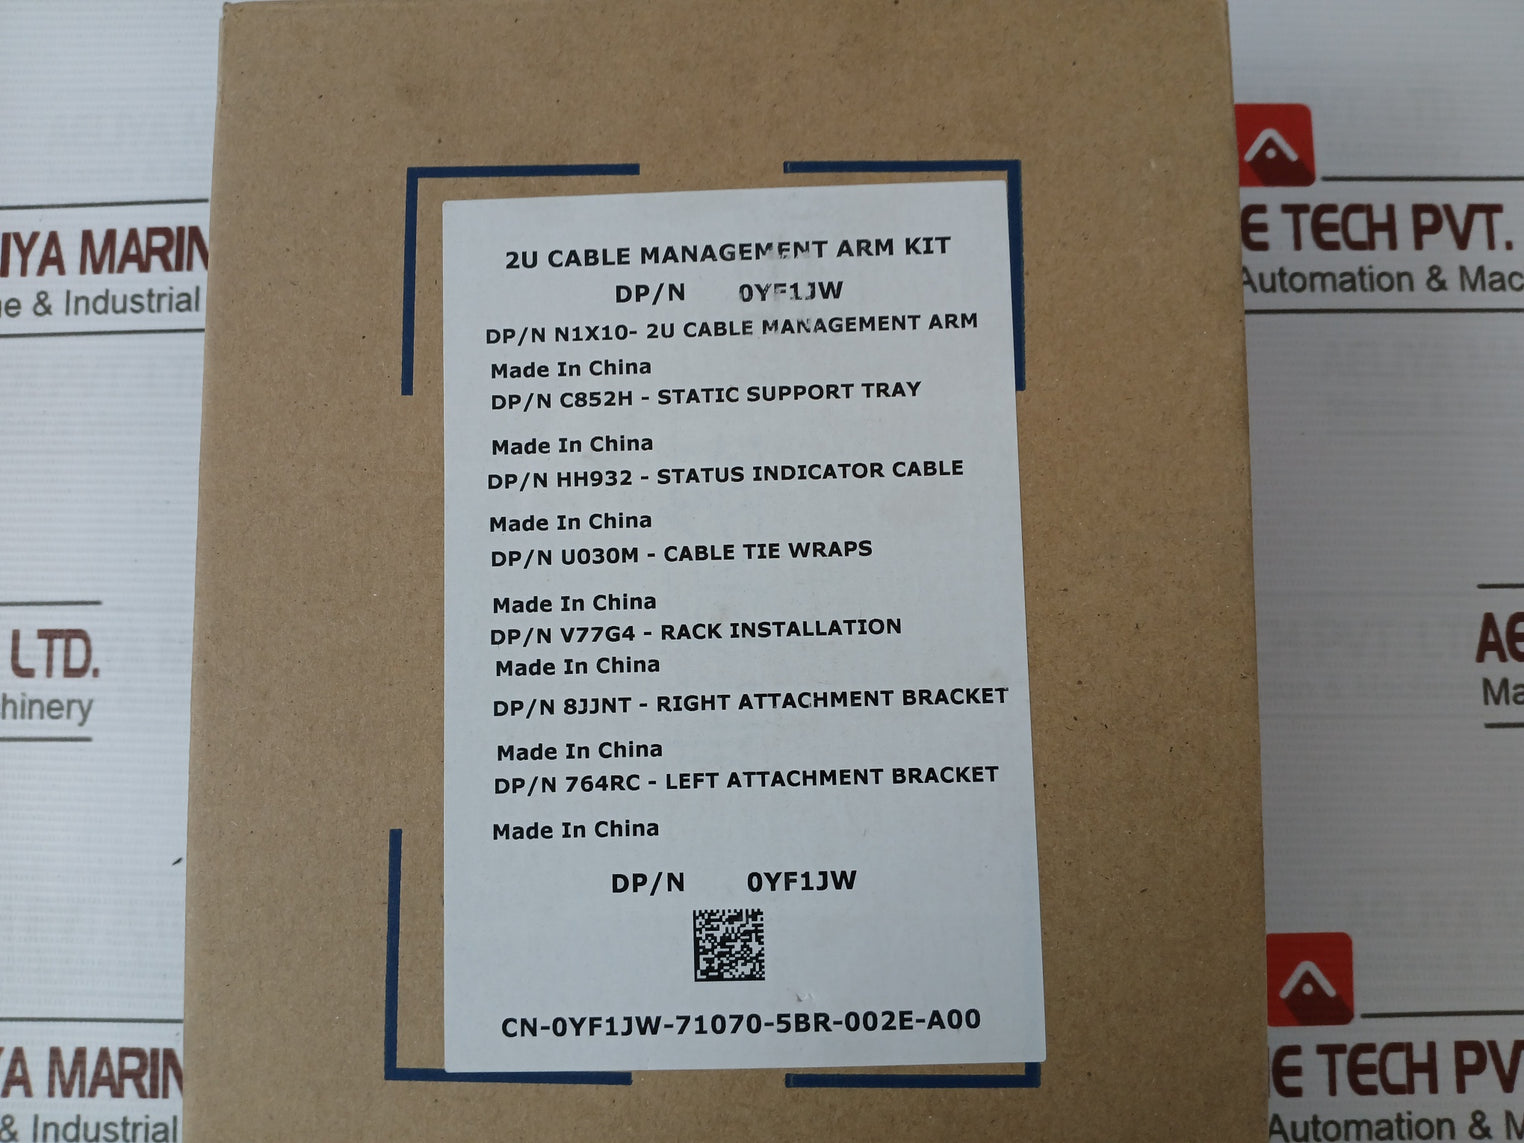 2U CABLE MANAGEMENT ARM KIT
DP/N 0YF1JW
DP/N N1X10- 2U CABLE MANAGEMENT ARM
Made In China
DP/N C852H - STATIC SUPPORT TRAY
Made In China
DP/N HH932 - STATUS INDICATOR CABLE
Made In China
DP/N U030M - CABLE TIE WRAPS
Made In China
DP/N V77G4 - RACK INSTALLATION
Made In China
DP/N 8JJNT - RIGHT ATTACHMENT BRACKET
Made In China
DP/N 764RC - LEFT ATTACHMENT BRACKET
Made In China
DP/N 0YF1JW
CN-0YF1JW-71070-5BR-002E-A00
IYA MARIN
ne & Industrial
LTD.
hinery
YA MARIN
& Industrial
E TECH PVT.
Automation & Mac
AE
Ma
E TECH PV
Automation & M